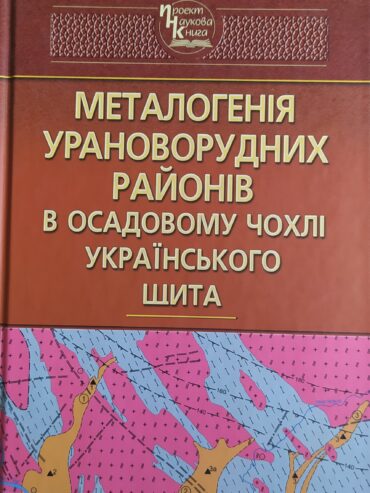 Проект
Наукова
Книга
МЕТАЛОГЕНІЯ
УРАНОВОРУДНИХ
РАЙОНІВ
В ОСАДОВОМУ ЧОХЛІ
УКРАЇНСЬКОГО
ЩИТА